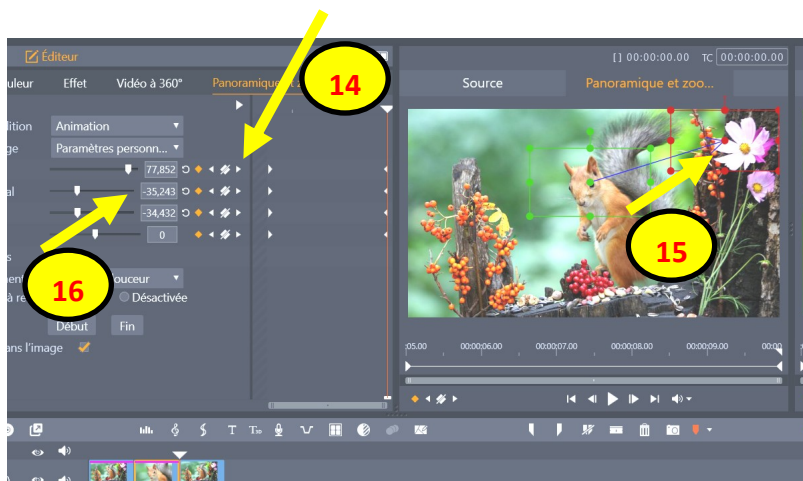 Éditeur
[ ] 00:00:00.00 TC 00:00:00.00
uleur Effet Vidéo à 360° Panoramique et z
14
Source Panoramique et zoo...
dition Animation
ge Paramètres personn...
77,852
al -35,243
-34,432
0
15
16
s
ment ouceur
à re Désactivée
Début Fin
ans l'image
;05.00 00:00:06.00 00:00:07.00 00:00:08.00 00:00:09.00 00:00